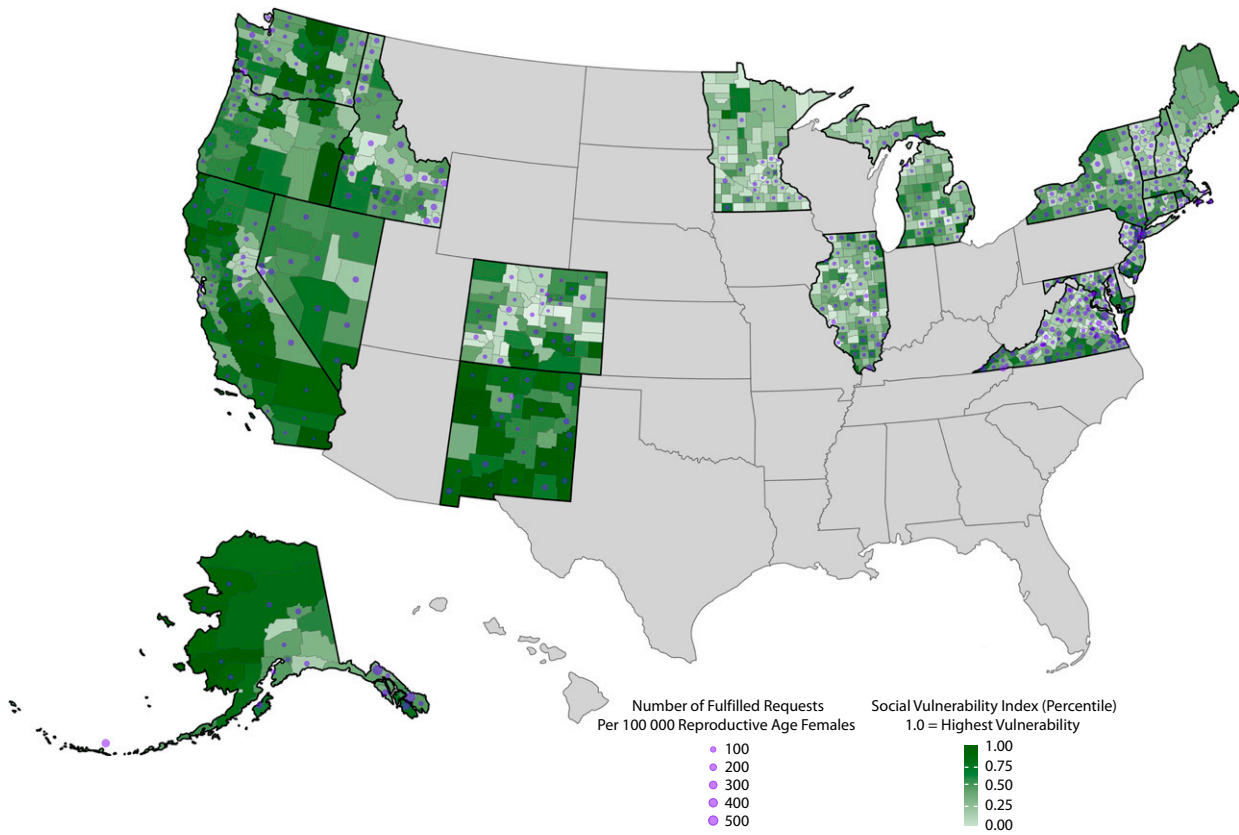 Number of Fulfilled Requests
Per 100 000 Reproductive Age Females
100
200
300
400
500
Social Vulnerability Index (Percentile)
1.0 = Highest Vulnerability
1.00
0.75
0.50
0.25
0.00